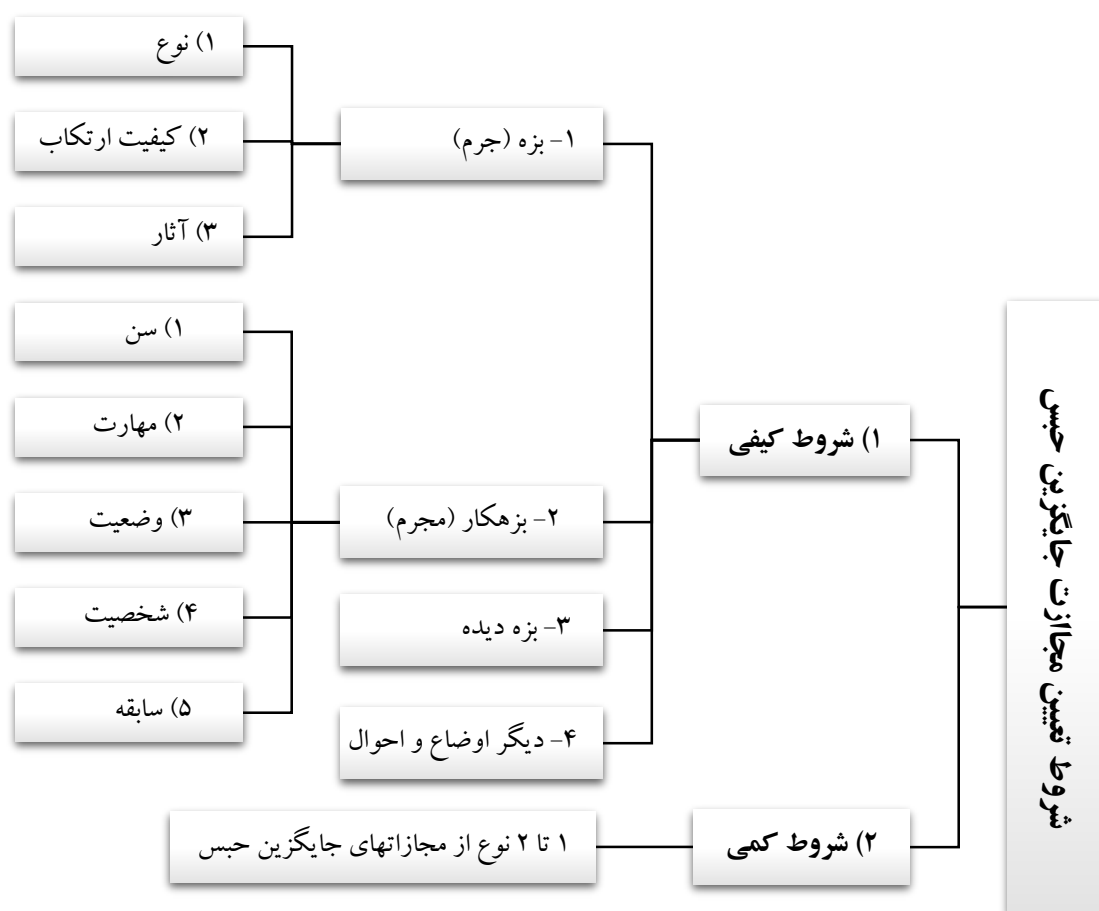 شروط تعیین مجاازت جایگزین حبس
۱) شروط کیفی
۱- بزه (جرم)
۱) نوع
۲) کیفیت ارتکاب
۳) آثار
۲- بزهکار (مجرم)
۱) سن
۲) مهارت
۳) وضعیت
۴) شخصیت
۵) سابقه
۳- بزه دیده
۴- دیگر اوضاع و احوال
۲) شروط کمی
۱ تا ۲ نوع از مجازاتهای جایگزین حبس